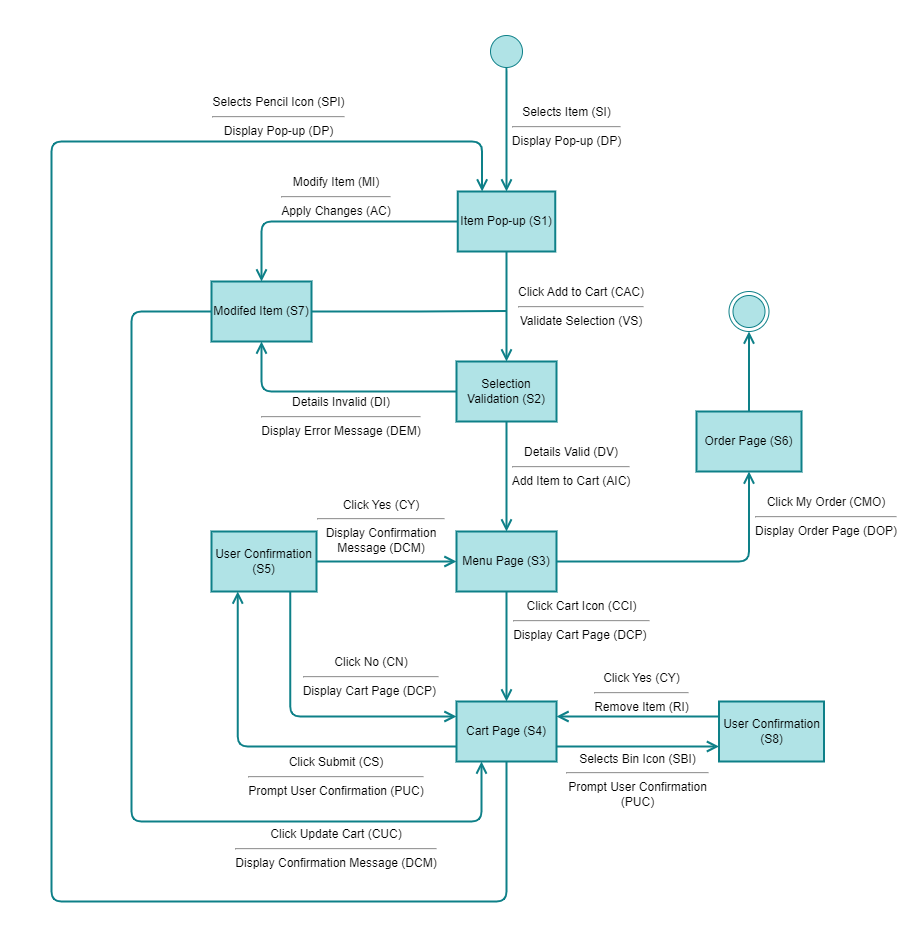 Selects Pencil Icon (SPI)
Display Pop-up (DP)
Selects Item (SI)
Display Pop-up (DP)
Modify Item (MI)
Apply Changes (AC)
Item Pop-up (S1)
Click Add to Cart (CAC)
Validate Selection (VS)
Modifed Item (S7)
Selection
Validation (S2)
Details Invalid (DI)
Display Error Message (DEM)
Order Page (S6)
Details Valid (DV)
Add Item to Cart (AIC)
Click Yes (CY)
Display Confirmation
Message (DCM)
Click My Order (CMO)
Display Order Page (DOP)
User Confirmation
(S5)
Menu Page (S3)
Click Cart Icon (CCI)
Display Cart Page (DCP)
Click No (CN)
Display Cart Page (DCP)
Click Yes (CY)
Remove Item (RI)
Cart Page (S4)
User Confirmation
(S8)
Click Submit (CS)
Prompt User Confirmation (PUC)
Selects Bin Icon (SBI)
Prompt User Confirmation
(PUC)
Click Update Cart (CUC)
Display Confirmation Message (DCM)